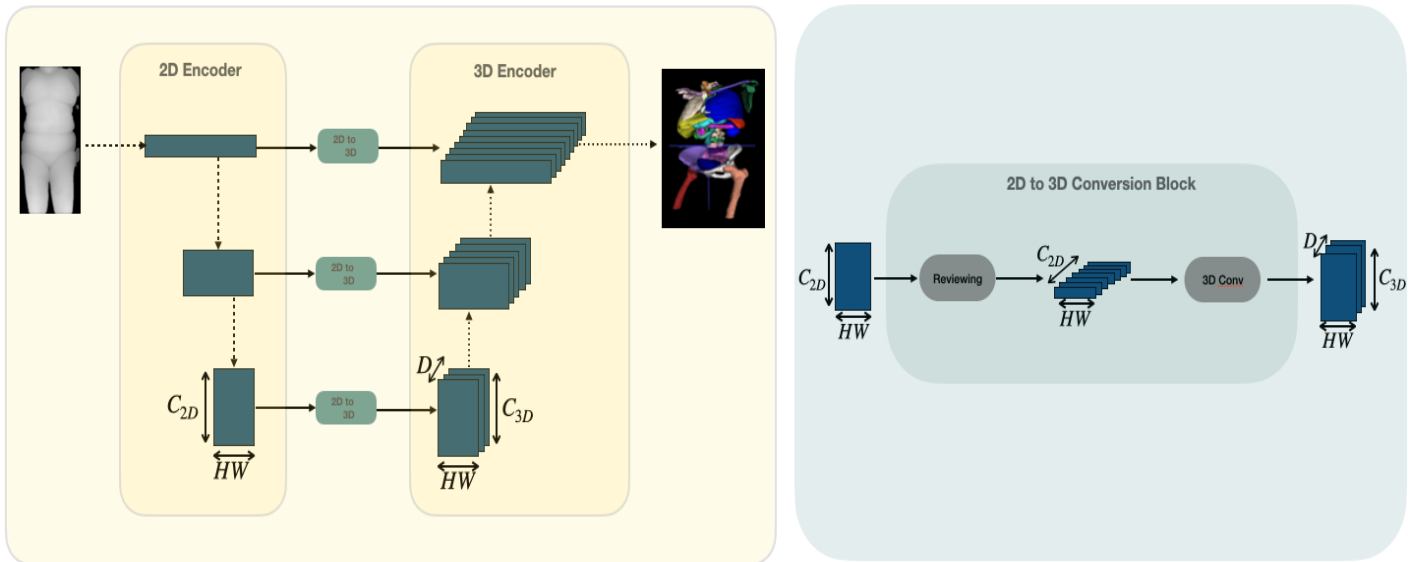 2D Encoder
3D Encoder
2D to
3D
2D to
3D
D
C2D
HW
2D to
3D
C3D
HW
2D to 3D Conversion Block
C2D
HW
Reviewing
C2D
HW
3D Conv
D
C3D
HW